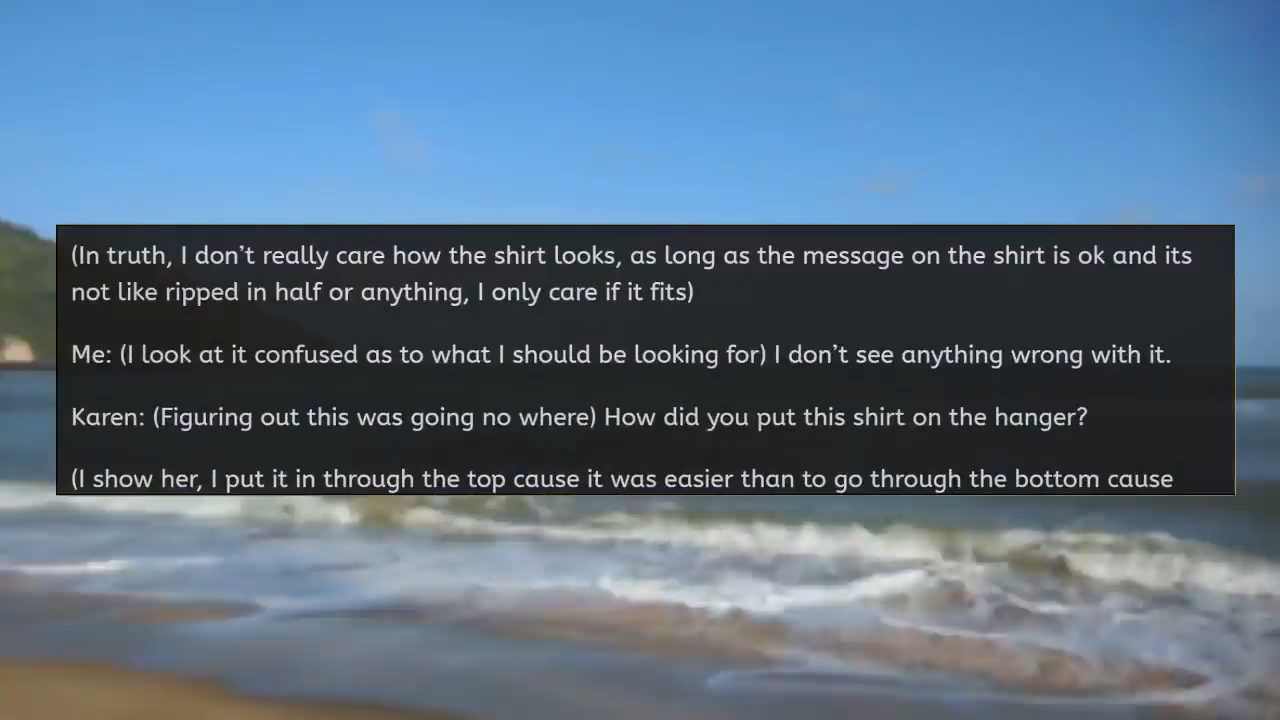 (In truth, I don’t really care how the shirt looks, as long as the message on the shirt is ok and its
not like ripped in half or anything, I only care if it fits)
Me: (I look at it confused as to what I should be looking for) I don’t see anything wrong with it.
Karen: (Figuring out this was going no where) How did you put this shirt on the hanger?
(I show her, I put it in through the top cause it was easier than to go through the bottom cause